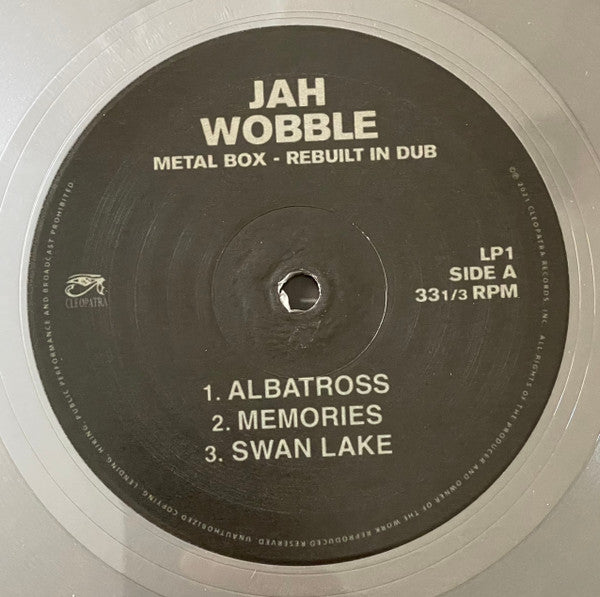 JAH
WOBBLE
METAL BOX - REBUILT IN DUB
CLEOPATRA
LP1
SIDE A
33 1/3 RPM
1. ALBATROSS
2. MEMORIES
3. SWAN LAKE
℗© 2021 CLEOPATRA RECORDS, INC. ALL RIGHTS OF THE PRODUCER AND OWNER OF THE WORK REPRODUCED RESERVED. UNAUTHORIZED COPYING, LENDING, HIRING, PUBLIC PERFORMANCE AND BROADCAST PROHIBITED.